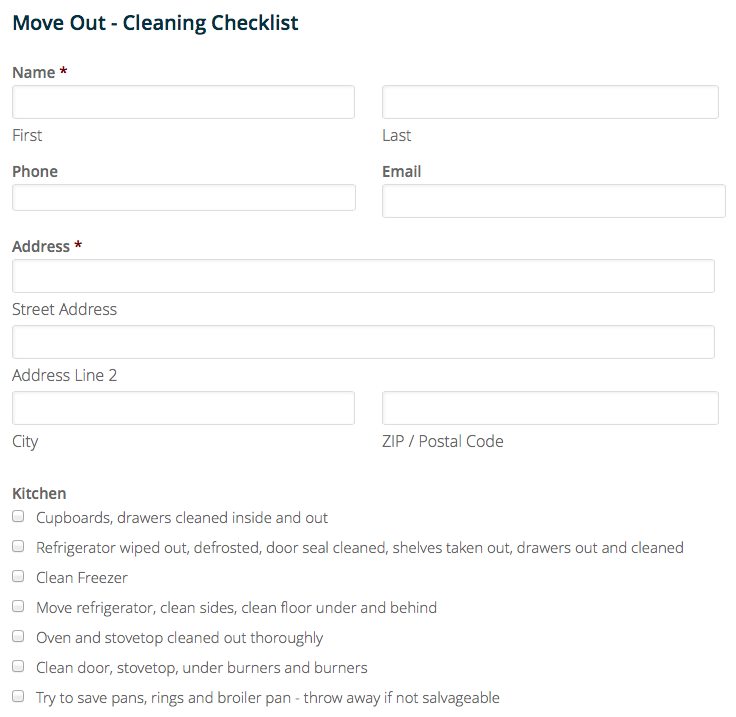 Move Out - Cleaning Checklist
Name *
First Last
Phone Email
Address *
Street Address
Address Line 2
City ZIP / Postal Code
Kitchen
Cupboards, drawers cleaned inside and out
Refrigerator wiped out, defrosted, door seal cleaned, shelves taken out, drawers out and cleaned
Clean Freezer
Move refrigerator, clean sides, clean floor under and behind
Oven and stovetop cleaned out thoroughly
Clean door, stovetop, under burners and burners
Try to save pans, rings and broiler pan - throw away if not salvageable